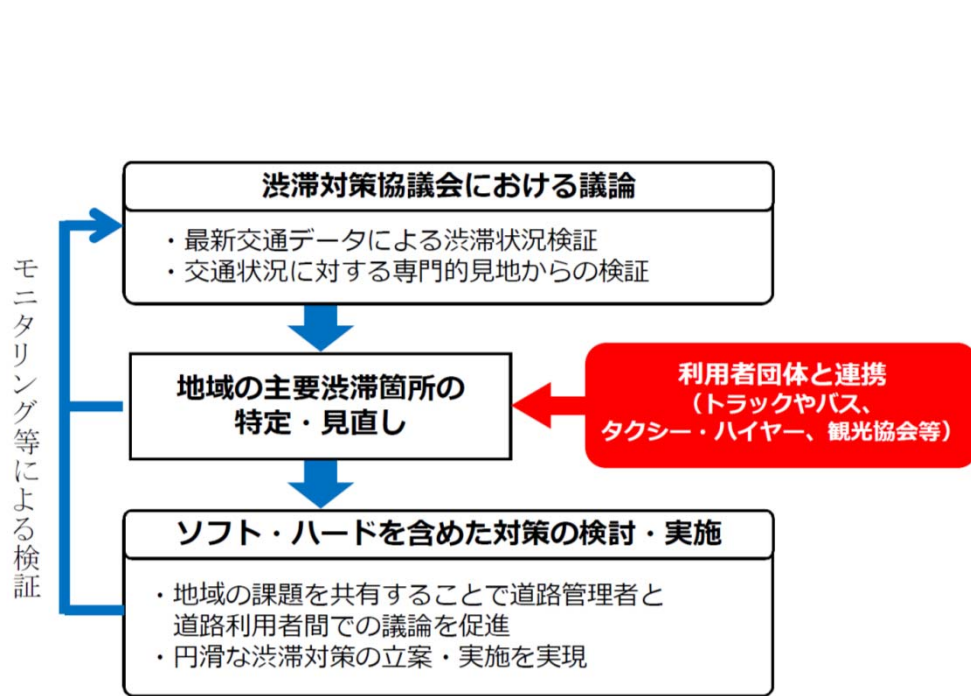 渋滞対策協議会における議論
・最新交通データによる渋滞状況検証
・交通状況に対する専門的見地からの検証
モニタリング等による検証
地域の主要渋滞箇所の
特定・見直し
利用者団体と連携
（トラックやバス、
タクシー・ハイヤー、観光協会等）
ソフト・ハードを含めた対策の検討・実施
・地域の課題を共有することで道路管理者と
道路利用者間での議論を促進
・円滑な渋滞対策の立案・実施を実現